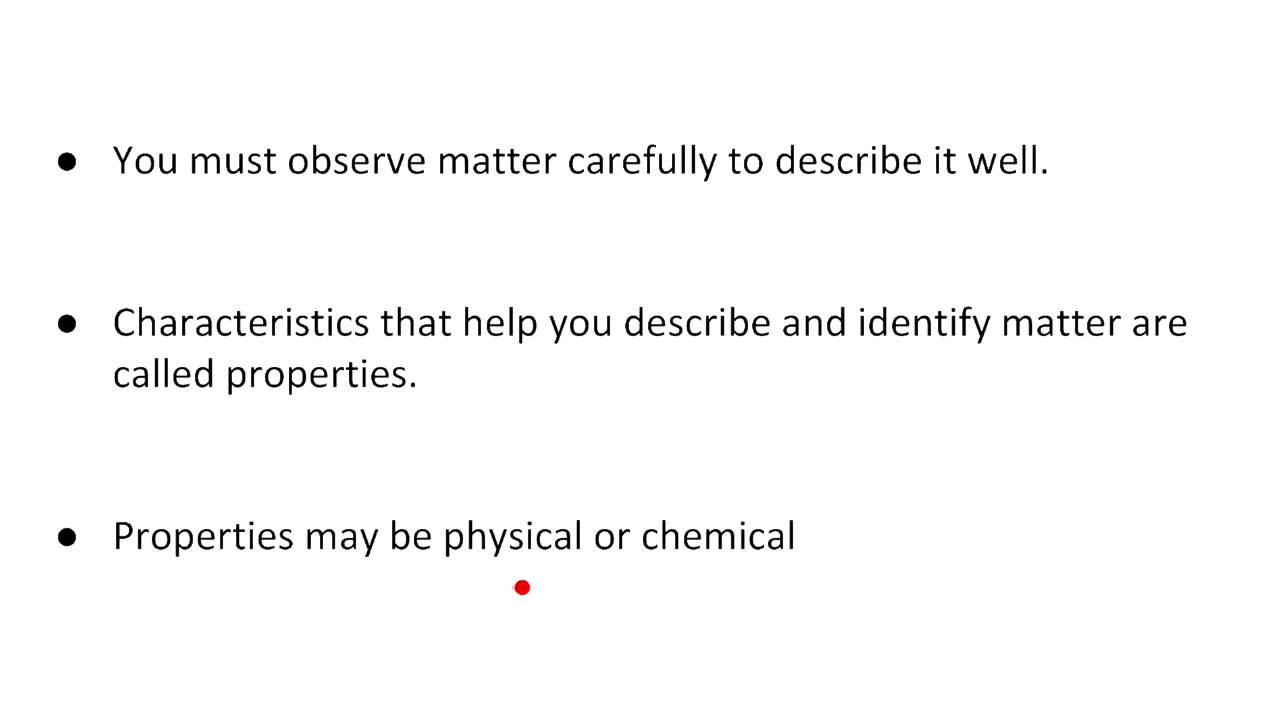 ● You must observe matter carefully to describe it well.
● Characteristics that help you describe and identify matter are
called properties.
● Properties may be physical or chemical